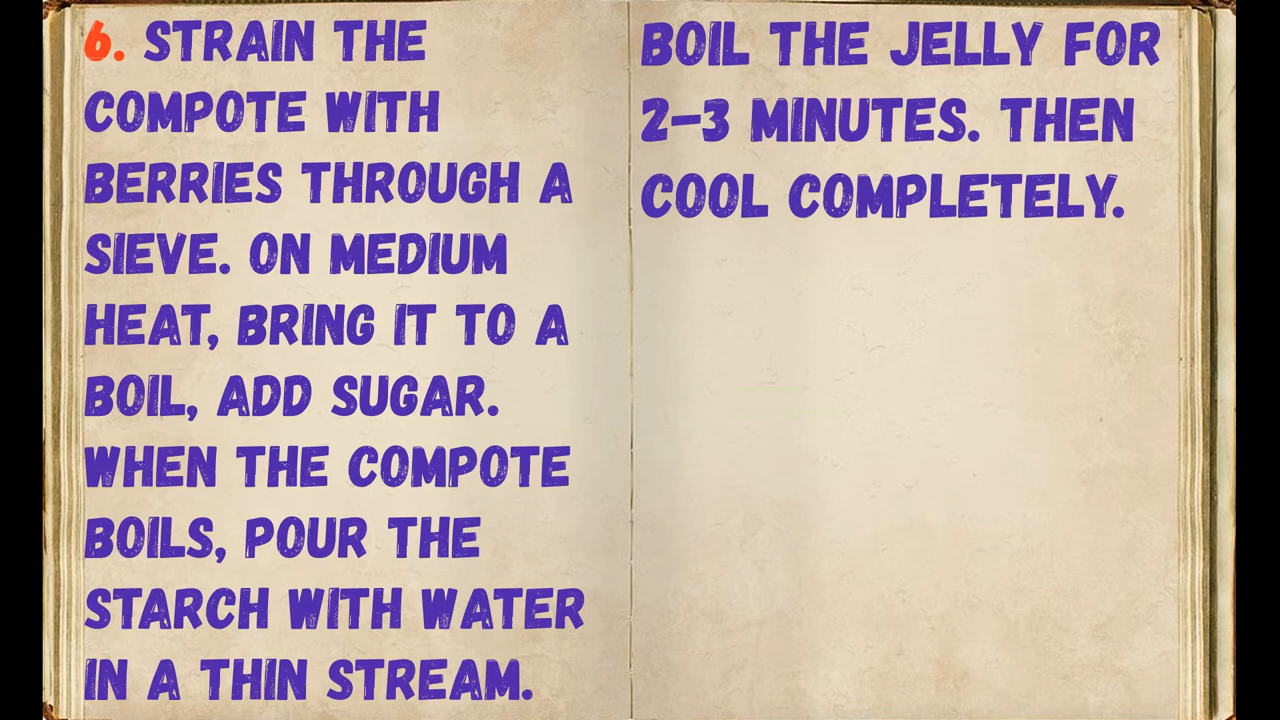 6. STRAIN THE
COMPOTE WITH
BERRIES THROUGH A
SIEVE. ON MEDIUM
HEAT, BRING IT TO A
BOIL, ADD SUGAR.
WHEN THE COMPOTE
BOILS, POUR THE
STARCH WITH WATER
IN A THIN STREAM.
BOIL THE JELLY FOR
2–3 MINUTES. THEN
COOL COMPLETELY.